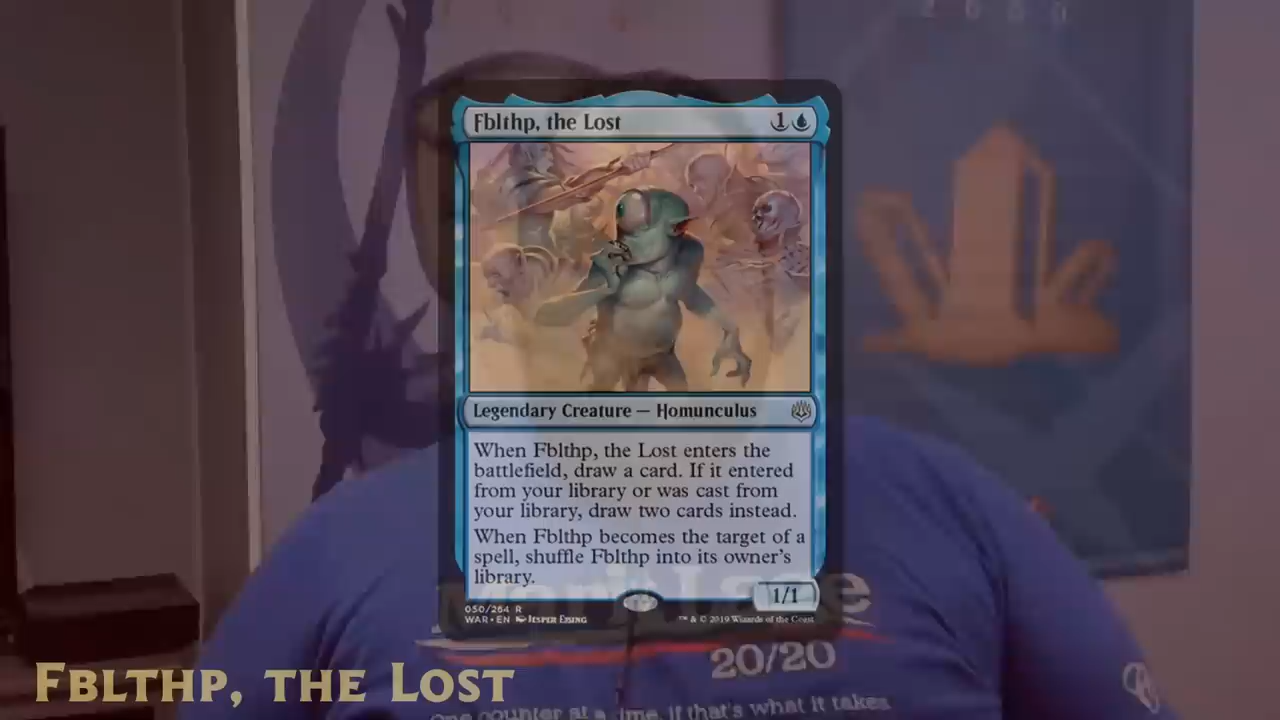 Fblthp, the Lost 1
Legendary Creature — Homunculus
When Fblthp, the Lost enters the
battlefield, draw a card. If it entered
from your library or was cast from
your library, draw two cards instead.
When Fblthp becomes the target of a
spell, shuffle Fblthp into its owner's
library.
1/1
050/264 R
WAR • EN Jesper Ejsing
™ & © 2019 Wizards of the Coast
Marit Lage
20/20
One counter at a time, if that's what it takes
Fblthp, the Lost